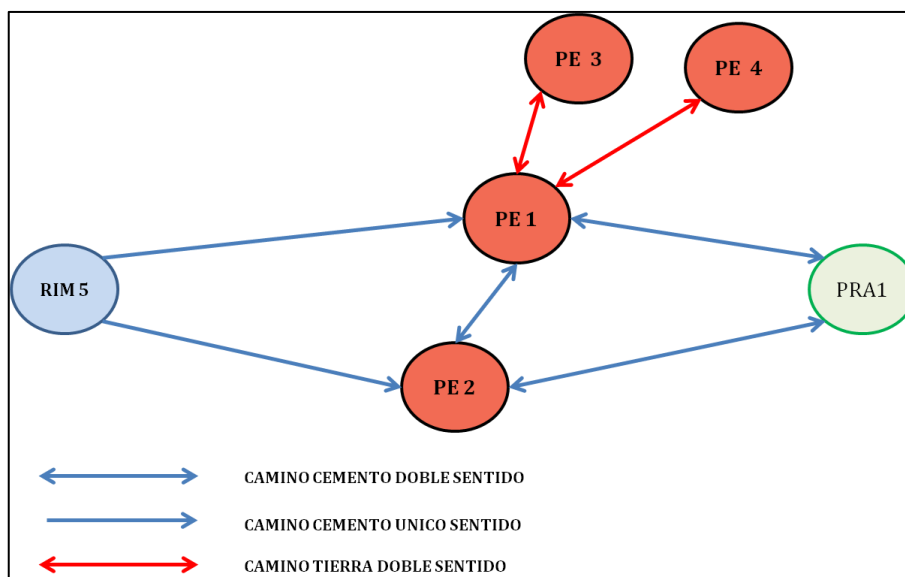 PE 3
PE 4
PE 1
RIM 5
PRA1
PE 2
CAMINO CEMENTO DOBLE SENTIDO
CAMINO CEMENTO UNICO SENTIDO
CAMINO TIERRA DOBLE SENTIDO